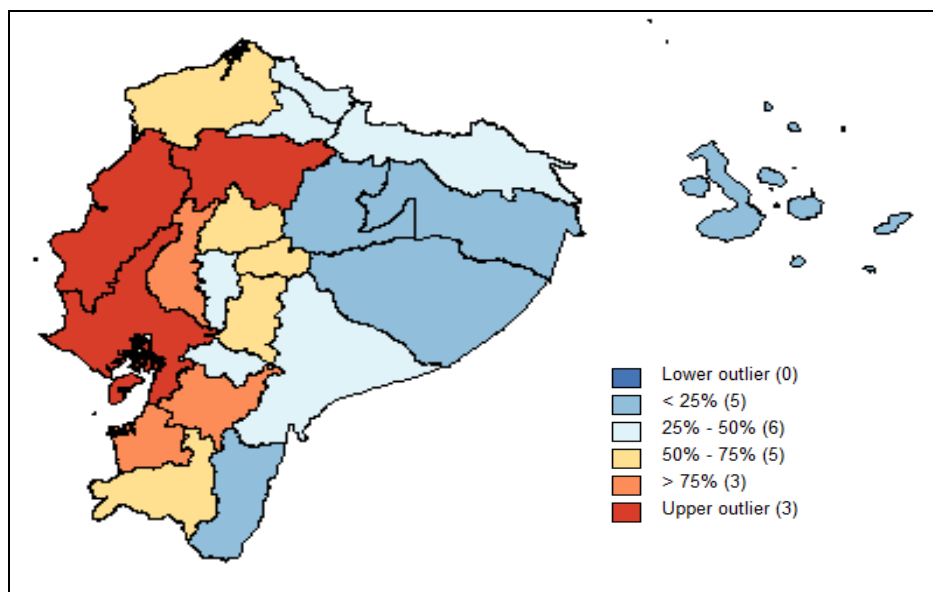 Lower outlier (0)
< 25% (5)
25% - 50% (6)
50% - 75% (5)
> 75% (3)
Upper outlier (3)